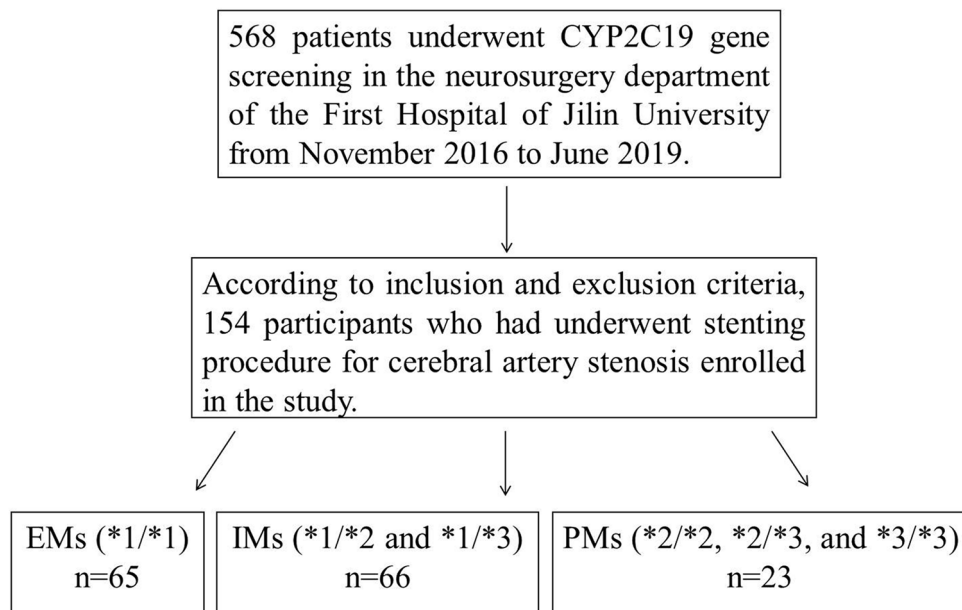 568 patients underwent CYP2C19 gene
screening in the neurosurgery department
of the First Hospital of Jilin University
from November 2016 to June 2019.
According to inclusion and exclusion criteria,
154 participants who had underwent stenting
procedure for cerebral artery stenosis enrolled
in the study.
EMs (*1/*1)
n=65
IMs (*1/*2 and *1/*3)
n=66
PMs (*2/*2, *2/*3, and *3/*3)
n=23